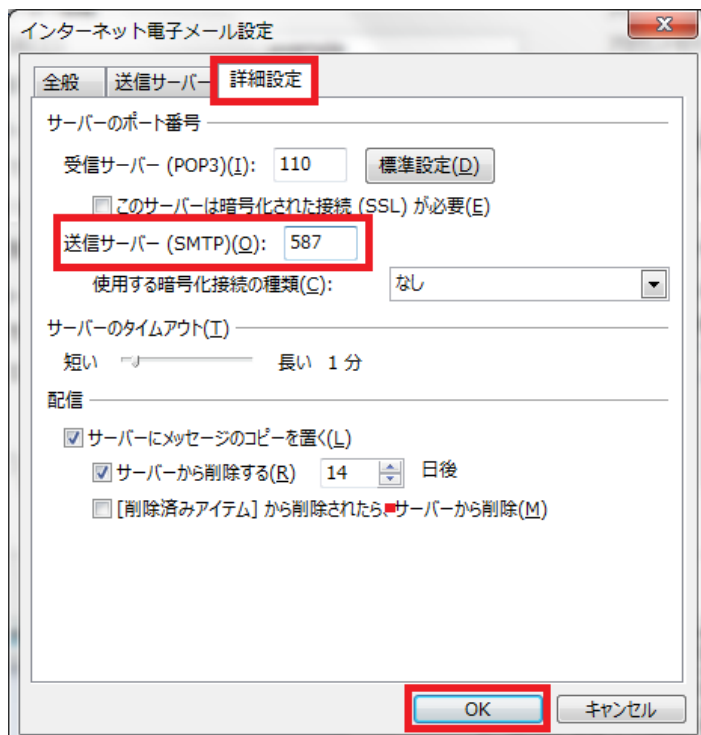 インターネット電子メール設定
全般 送信サーバー 詳細設定
サーバーのポート番号
受信サーバー (POP3)(I): 110 標準設定(D)
このサーバーは暗号化された接続 (SSL) が必要(E)
送信サーバー (SMTP)(O): 587
使用する暗号化接続の種類(C): なし
サーバーのタイムアウト(T)
短い 長い 1 分
配信
サーバーにメッセージのコピーを置く(L)
サーバーから削除する(R) 14 日後
[削除済みアイテム] から削除されたら、サーバーから削除(M)
OK キャンセル